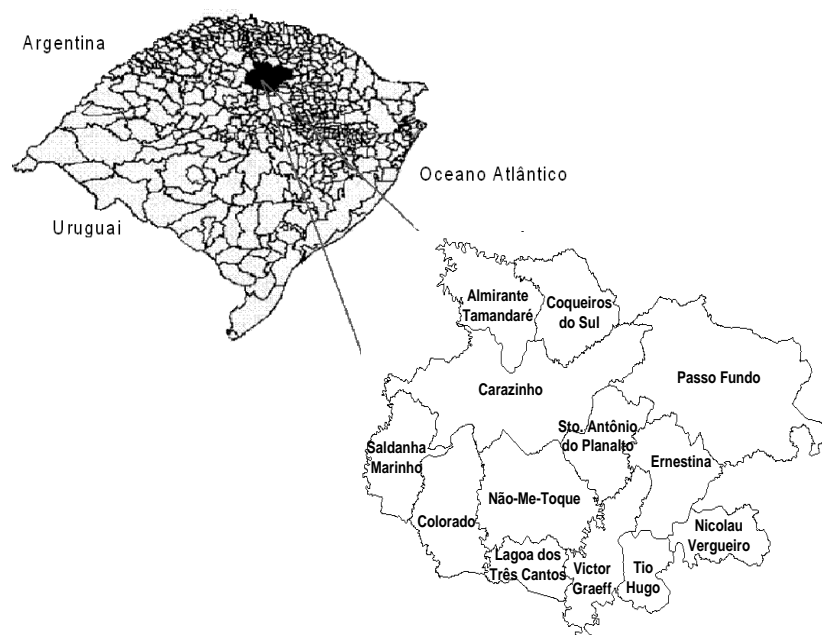 Argentina
Oceano Atlântico
Uruguai
Almirante
Tamandaré
Coqueiros
do Sul
Passo Fundo
Carazinho
Sto. Antônio
do Planalto
Saldanha
Marinho
Ernestina
Não-Me-Toque
Colorado
Nicolau
Vergueiro
Lagoa dos
Três Cantos
Victor
Graeff
Tio
Hugo